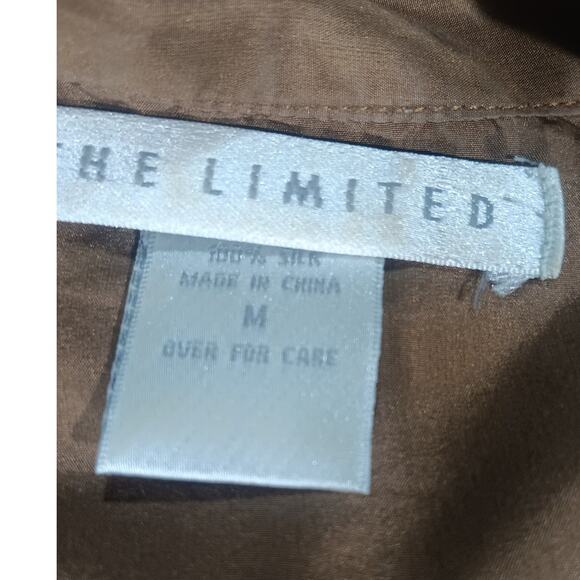 THE LIMITED
100% SILK
MADE IN CHINA
M
OVER FOR CARE